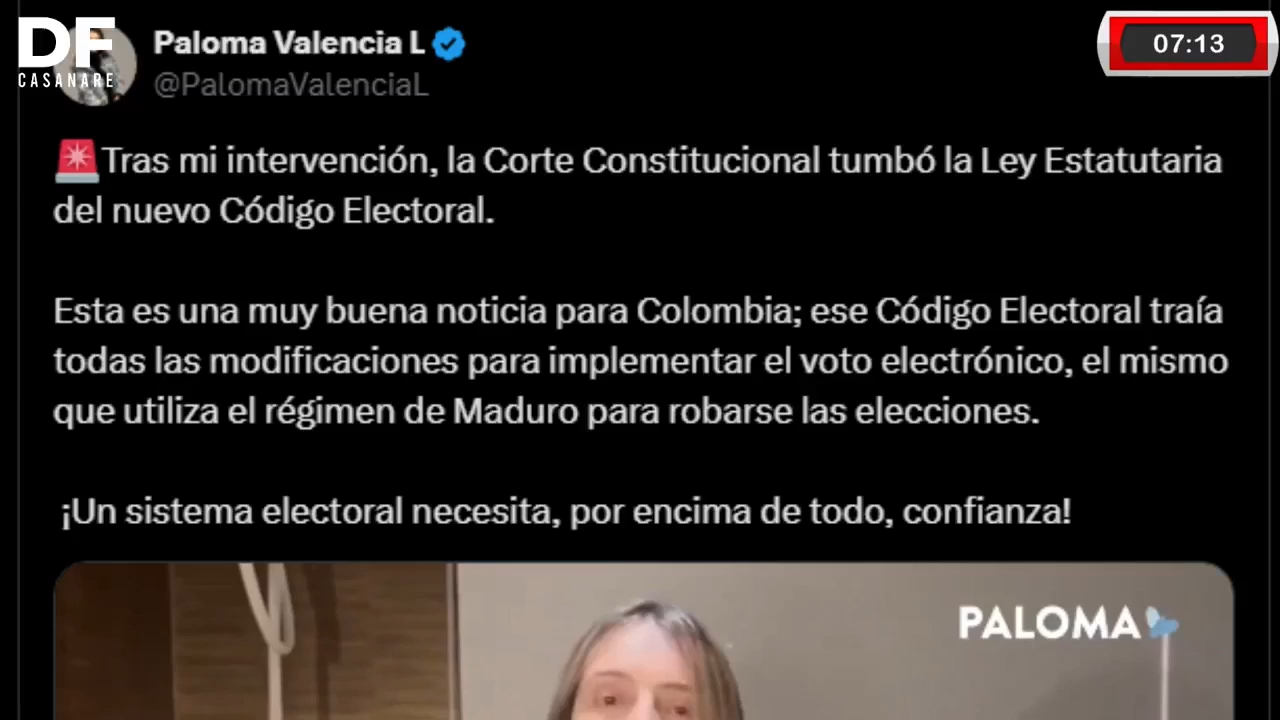 DF
CASANARE
Paloma Valencia L
@PalomaValenciaL
07:13
Tras mi intervención, la Corte Constitucional tumbó la Ley Estatutaria
del nuevo Código Electoral.
Esta es una muy buena noticia para Colombia; ese Código Electoral traía
todas las modificaciones para implementar el voto electrónico, el mismo
que utiliza el régimen de Maduro para robarse las elecciones.
¡Un sistema electoral necesita, por encima de todo, confianza!
PALOMA